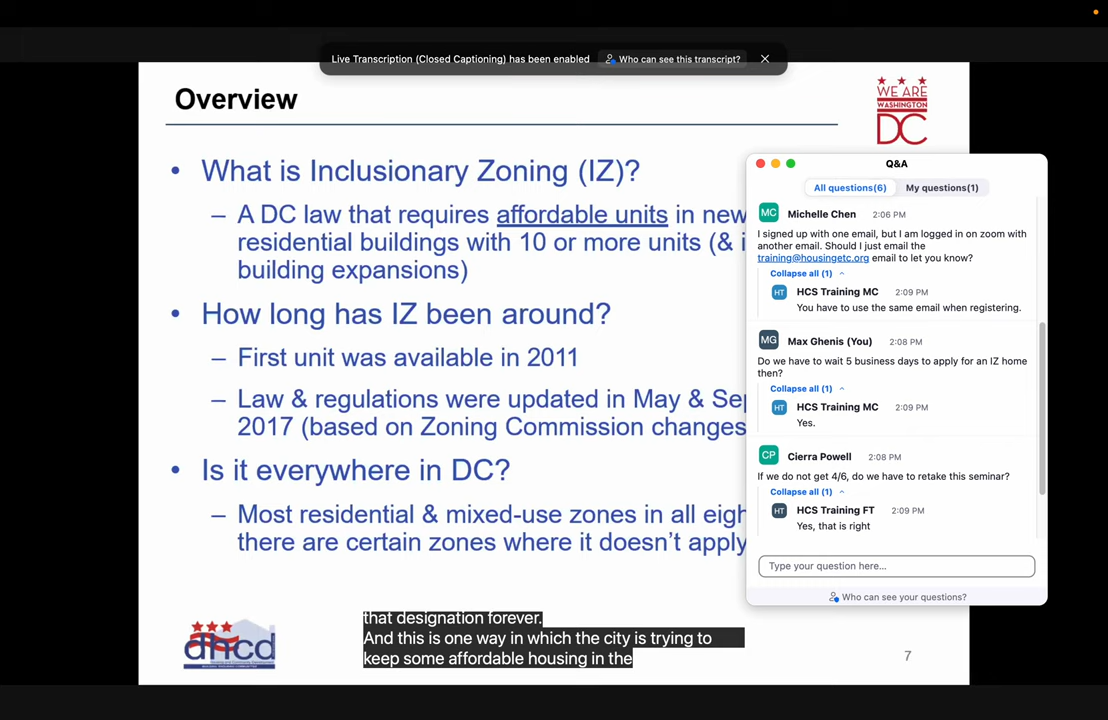 Live Transcription (Closed Captioning) has been enabled
Who can see this transcript?
Overview
WE ARE
WASHINGTON
DC
• What is Inclusionary Zoning (IZ)?
– A DC law that requires affordable units in new
residential buildings with 10 or more units (& i
building expansions)
• How long has IZ been around?
– First unit was available in 2011
– Law & regulations were updated in May & Sep
2017 (based on Zoning Commission changes
• Is it everywhere in DC?
– Most residential & mixed-use zones in all eigh
there are certain zones where it doesn't apply
dhcd
that designation forever.
And this is one way in which the city is trying to
keep some affordable housing in the
7
Q&A
All questions(6)
My questions(1)
MC
Michelle Chen
2:06 PM
I signed up with one email, but I am logged in on zoom with
another email. Should I just email the
training@housingetc.org email to let you know?
Collapse all (1)
HT
HCS Training MC
2:09 PM
You have to use the same email when registering.
MG
Max Ghenis (You)
2:08 PM
Do we have to wait 5 business days to apply for an IZ home
then?
Collapse all (1)
HT
HCS Training MC
2:09 PM
Yes.
CP
Cierra Powell
2:08 PM
If we do not get 4/6, do we have to retake this seminar?
Collapse all (1)
HT
HCS Training FT
2:09 PM
Yes, that is right
Type your question here...
Who can see your questions?